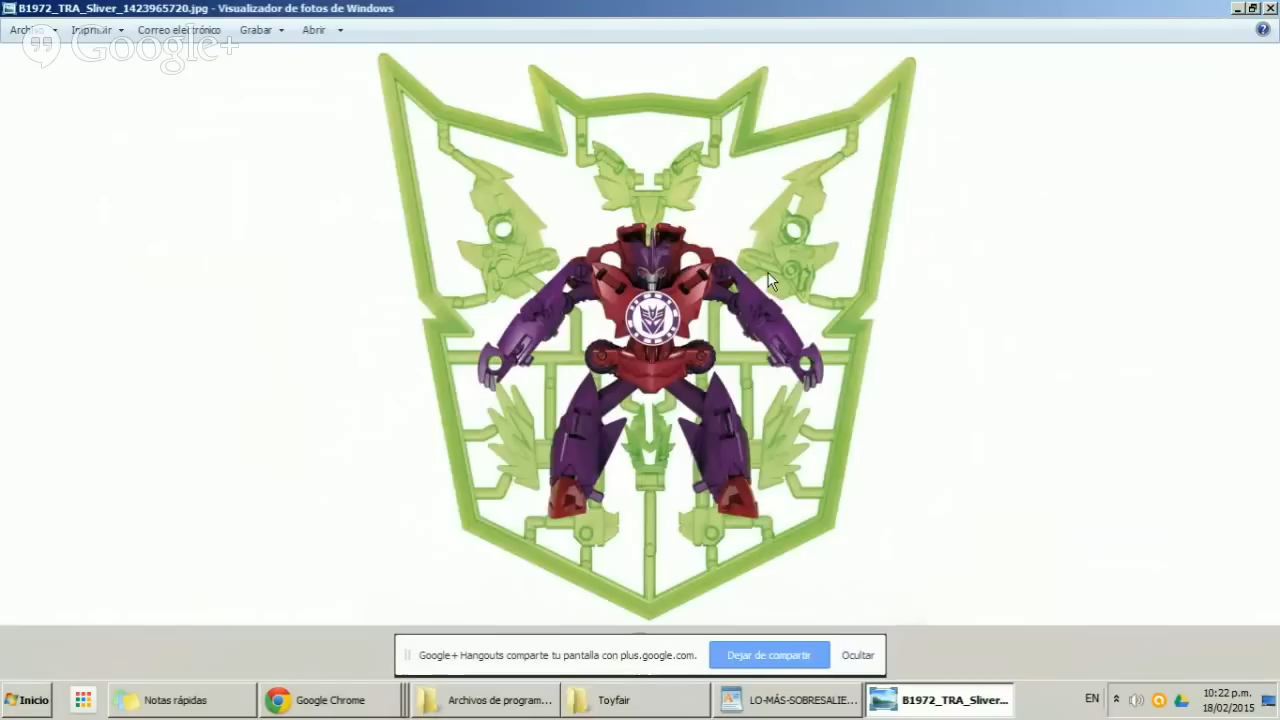 B1972_TRA_Sliver_1423965720.jpg - Visualizador de fotos de Windows
Archivo Imprimir Correo electrónico Grabar Abrir
Google+
Google+ Hangouts comparte tu pantalla con plus.google.com. Dejar de compartir Ocultar
Inicio Notas rápidas Google Chrome Archivos de program... Toyfair LO-MÁS-SOBRESALIE... B1972_TRA_Sliver... EN 10:22 p.m.
18/02/2015